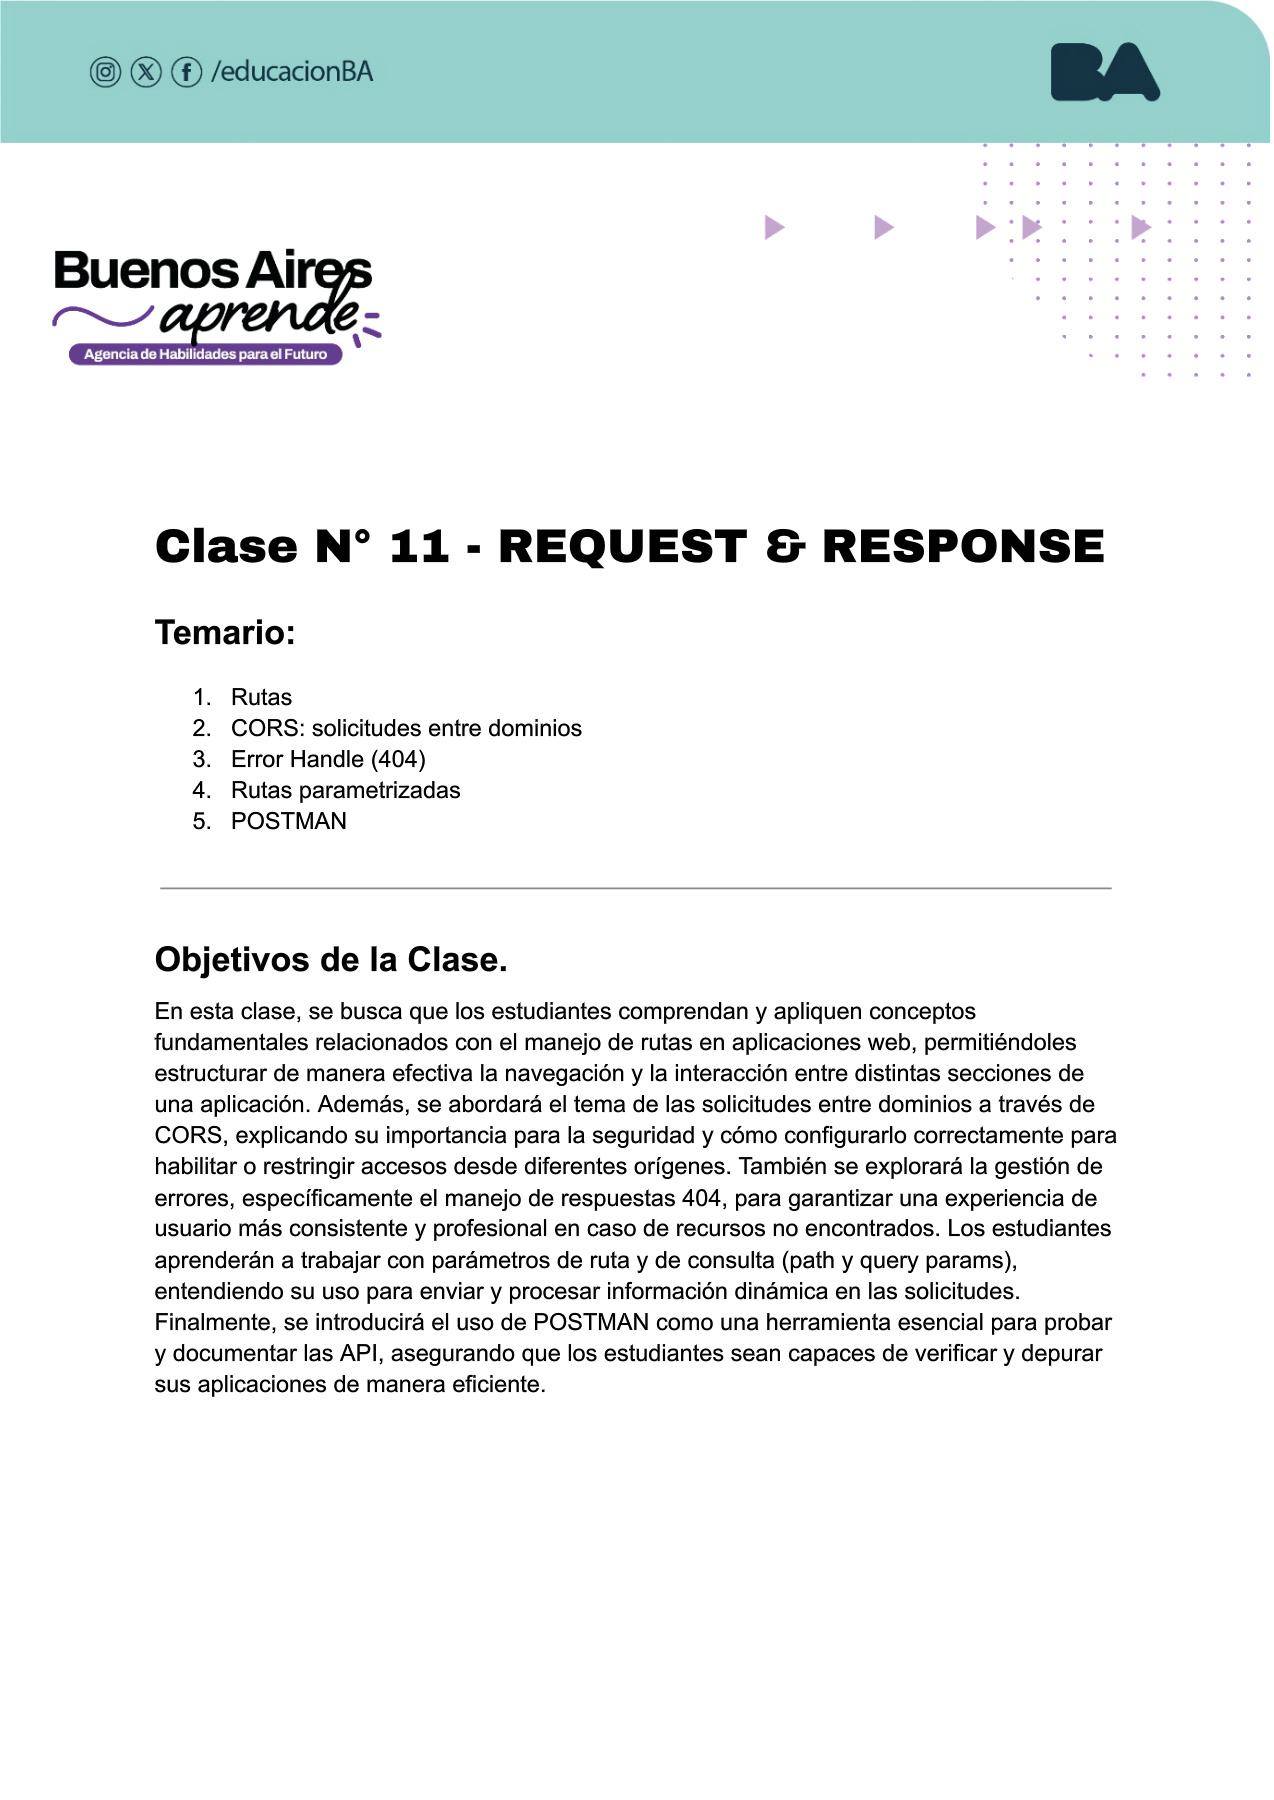 /educacionBA
BA
Buenos Aires
aprende
Agencia de Habilidades para el Futuro
Clase N° 11 - REQUEST & RESPONSE
Temario:
1. Rutas
2. CORS: solicitudes entre dominios
3. Error Handle (404)
4. Rutas parametrizadas
5. POSTMAN
Objetivos de la Clase.
En esta clase, se busca que los estudiantes comprendan y apliquen conceptos
fundamentales relacionados con el manejo de rutas en aplicaciones web, permitiéndoles
estructurar de manera efectiva la navegación y la interacción entre distintas secciones de
una aplicación. Además, se abordará el tema de las solicitudes entre dominios a través de
CORS, explicando su importancia para la seguridad y cómo configurarlo correctamente para
habilitar o restringir accesos desde diferentes orígenes. También se explorará la gestión de
errores, específicamente el manejo de respuestas 404, para garantizar una experiencia de
usuario más consistente y profesional en caso de recursos no encontrados. Los estudiantes
aprenderán a trabajar con parámetros de ruta y de consulta (path y query params),
entendiendo su uso para enviar y procesar información dinámica en las solicitudes.
Finalmente, se introducirá el uso de POSTMAN como una herramienta esencial para probar
y documentar las API, asegurando que los estudiantes sean capaces de verificar y depurar
sus aplicaciones de manera eficiente.